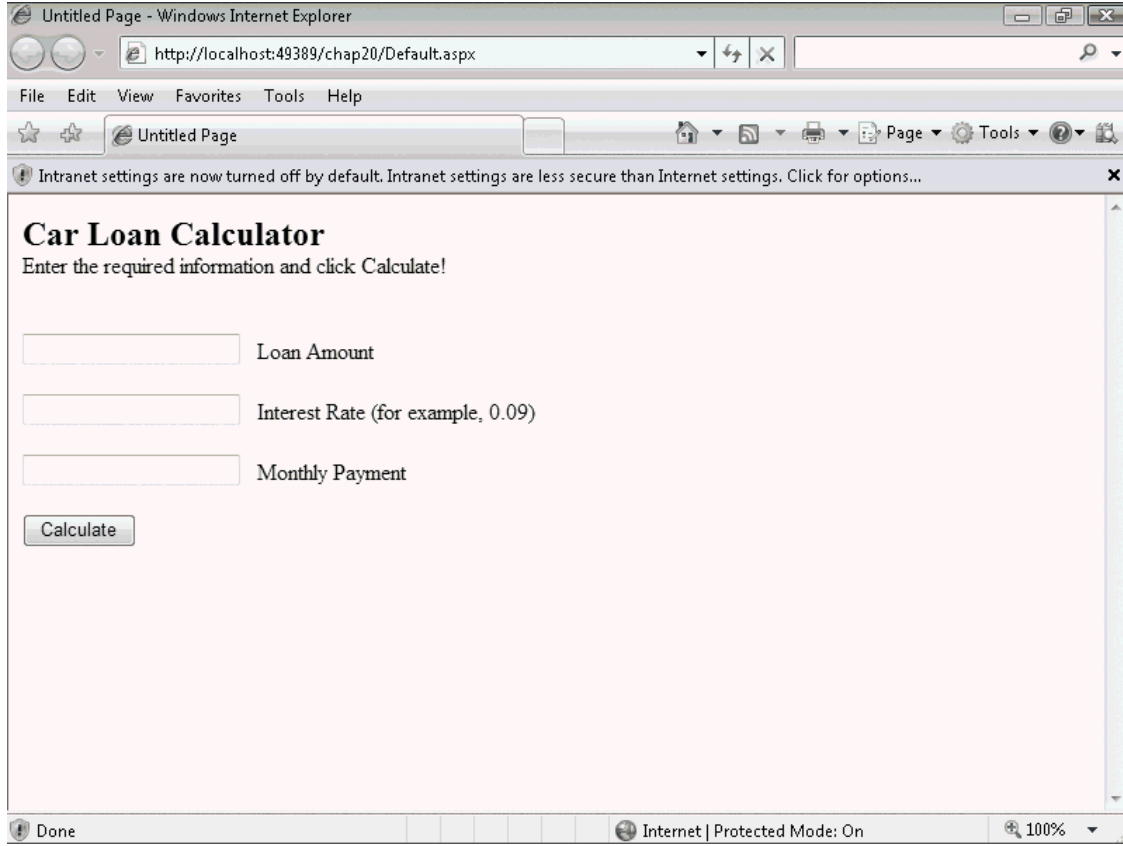 Untitled Page - Windows Internet Explorer
http://localhost:49389/chap20/Default.aspx
File Edit View Favorites Tools Help
Untitled Page
Page Tools
Intranet settings are now turned off by default. Intranet settings are less secure than Internet settings. Click for options...
Car Loan Calculator
Enter the required information and click Calculate!
Loan Amount
Interest Rate (for example, 0.09)
Monthly Payment
Calculate
Done
Internet | Protected Mode: On
100%